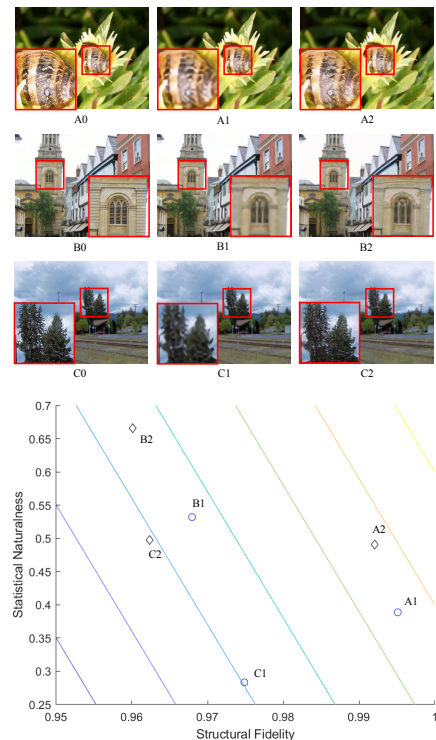 A0 A1 A2
B0 B1 B2
C0 C1 C2
0.7
0.65
0.6
0.55
0.5
0.45
0.4
0.35
0.3
0.25
Statistical Naturalness
B2
B1
C2
A2
A1
C1
0.95 0.96 0.97 0.98 0.99 1
Structural Fidelity